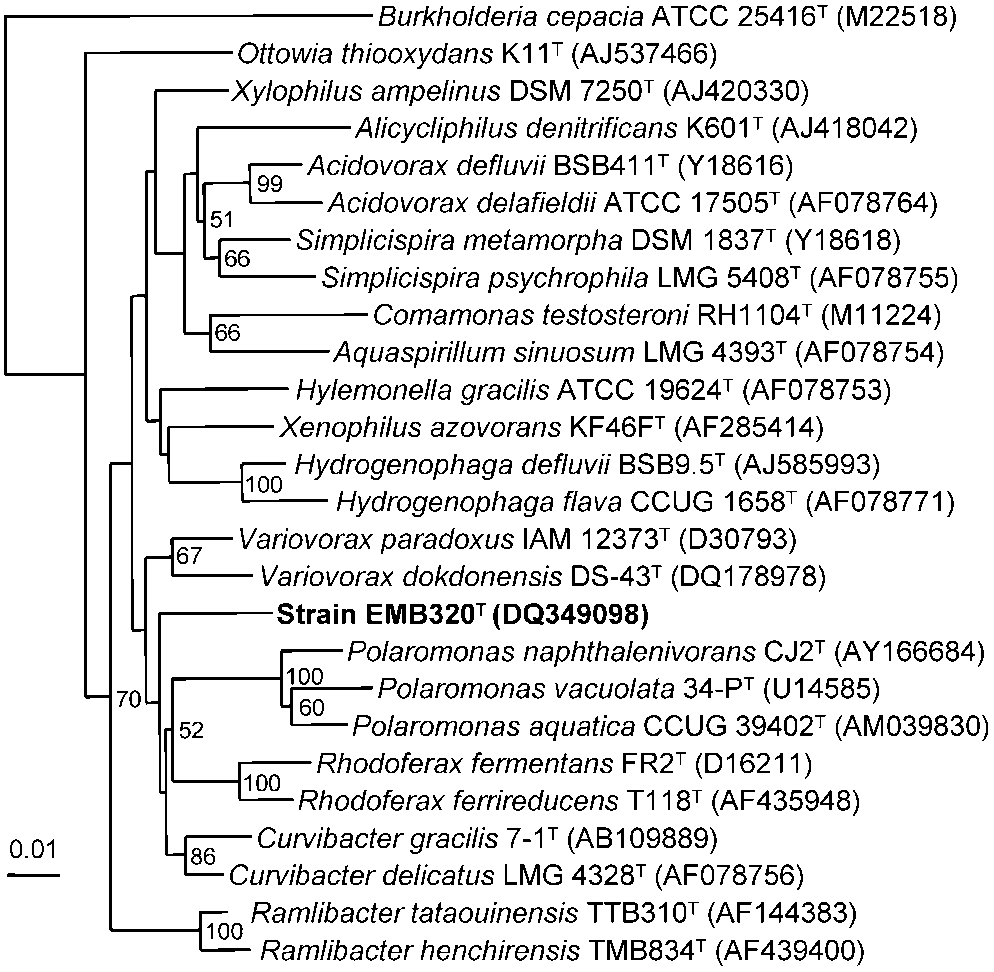 Burkholderia cepacia ATCC 25416ᵀ (M22518)
Ottowia thiooxydans K11ᵀ (AJ537466)
Xylophilus ampelinus DSM 7250ᵀ (AJ420330)
Alicycliphilus denitrificans K601ᵀ (AJ418042)
Acidovorax defluvii BSB411ᵀ (Y18616)
99
Acidovorax delafieldii ATCC 17505ᵀ (AF078764)
51
Simplicispira metamorpha DSM 1837ᵀ (Y18618)
66
Simplicispira psychrophila LMG 5408ᵀ (AF078755)
Comamonas testosteroni RH1104ᵀ (M11224)
66
Aquaspirillum sinuosum LMG 4393ᵀ (AF078754)
Hylemonella gracilis ATCC 19624ᵀ (AF078753)
Xenophilus azovorans KF46Fᵀ (AF285414)
Hydrogenophaga defluvii BSB9.5ᵀ (AJ585993)
100
Hydrogenophaga flava CCUG 1658ᵀ (AF078771)
Variovorax paradoxus IAM 12373ᵀ (D30793)
67
Variovorax dokdonensis DS-43ᵀ (DQ178978)
Strain EMB320ᵀ (DQ349098)
Polaromonas naphthalenivorans CJ2ᵀ (AY166684)
100
Polaromonas vacuolata 34-Pᵀ (U14585)
70
60
Polaromonas aquatica CCUG 39402ᵀ (AM039830)
52
Rhodoferax fermentans FR2ᵀ (D16211)
100
Rhodoferax ferrireducens T118ᵀ (AF435948)
Curvibacter gracilis 7-1ᵀ (AB109889)
0.01
86
Curvibacter delicatus LMG 4328ᵀ (AF078756)
Ramlibacter tataouinensis TTB310ᵀ (AF144383)
100
Ramlibacter henchirensis TMB834ᵀ (AF439400)